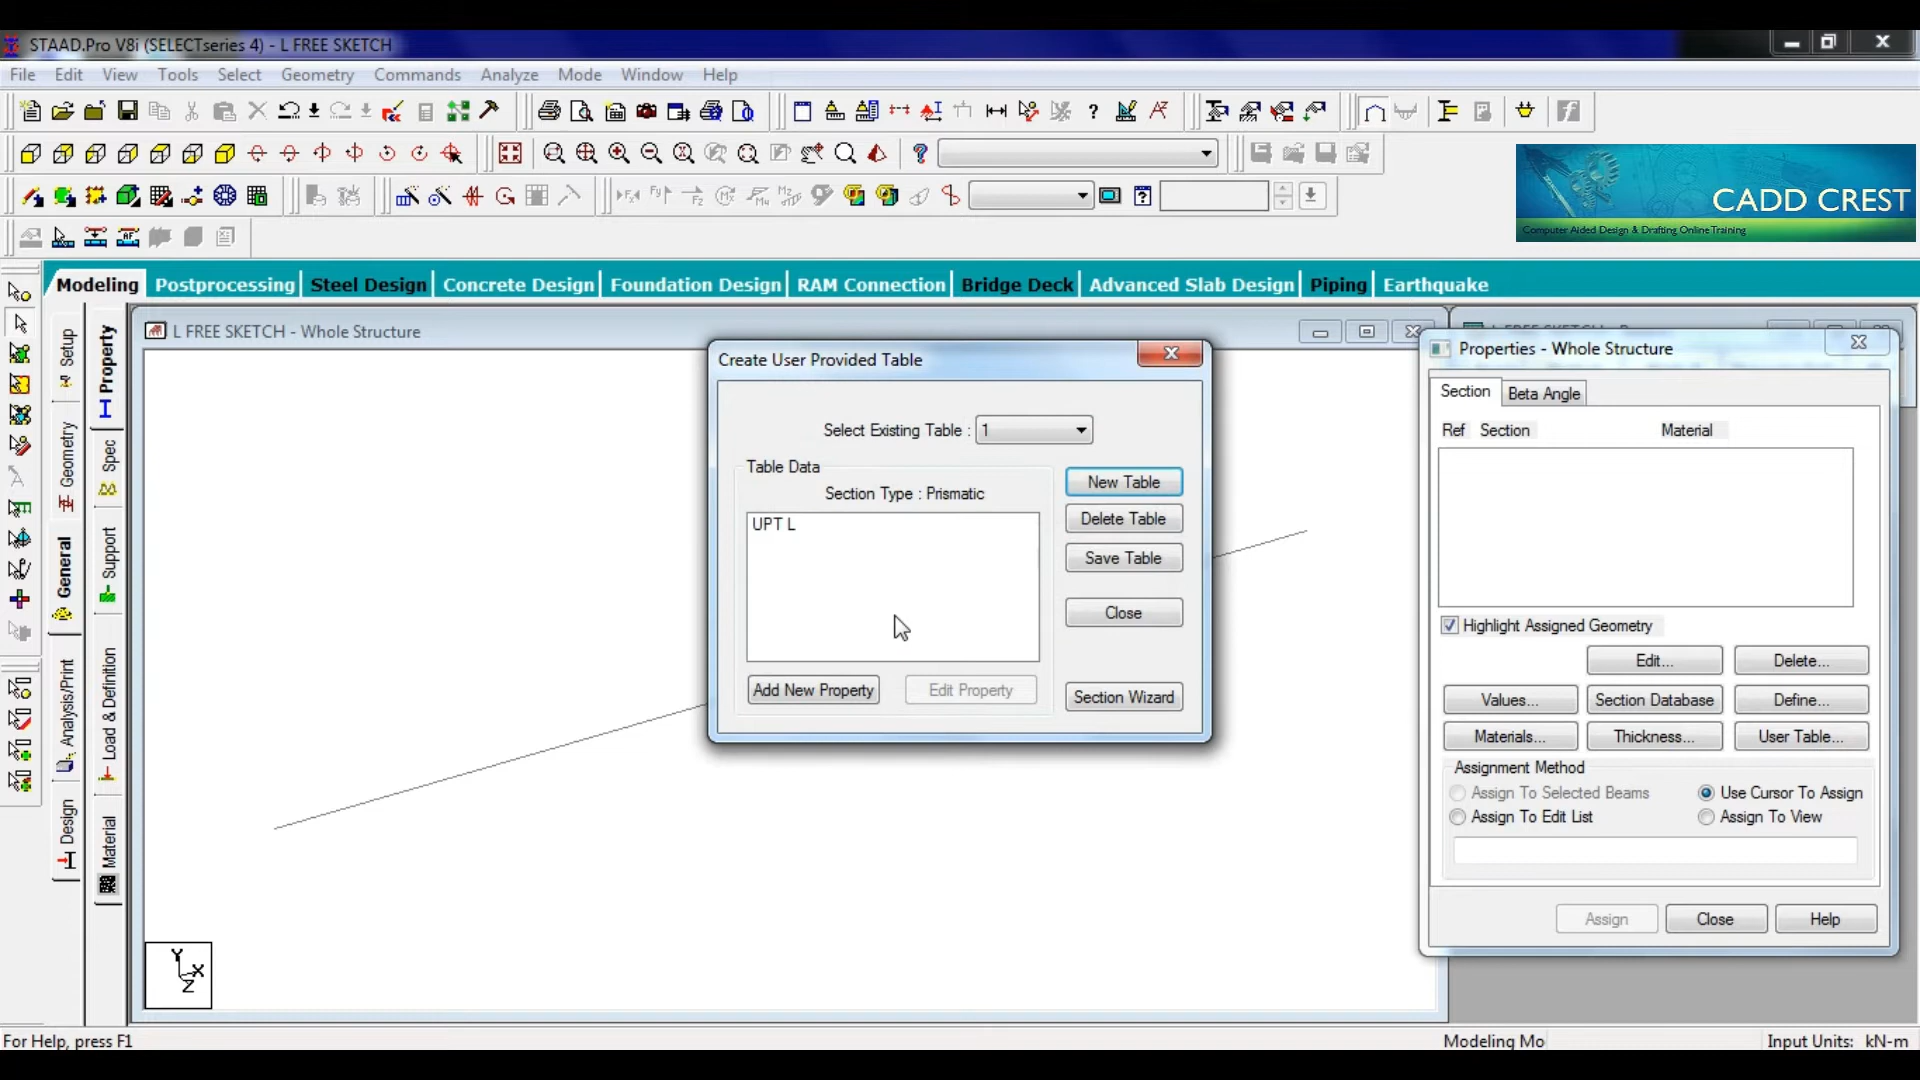 STAAD.Pro V8i (SELECTseries 4) - L FREE SKETCH
File Edit View Tools Select Geometry Commands Analyze Mode Window Help
CADD CREST
Computer Aided Design & Drafting Online Training
Modeling Postprocessing Steel Design Concrete Design Foundation Design RAM Connection Bridge Deck Advanced Slab Design Piping Earthquake
Setup
Geometry
General
Analysis/Print
Design
Property
Spec
Support
Load & Definition
Material
L FREE SKETCH - Whole Structure
Create User Provided Table
Select Existing Table : 1
Table Data
Section Type : Prismatic
UPT L
New Table
Delete Table
Save Table
Close
Add New Property Edit Property Section Wizard
Properties - Whole Structure
Section Beta Angle
Ref Section Material
Highlight Assigned Geometry
Edit... Delete...
Values... Section Database Define...
Materials... Thickness... User Table...
Assignment Method
Assign To Selected Beams Use Cursor To Assign
Assign To Edit List Assign To View
Assign Close Help
Y
X
Z
For Help, press F1 Modeling Mo Input Units: kN-m